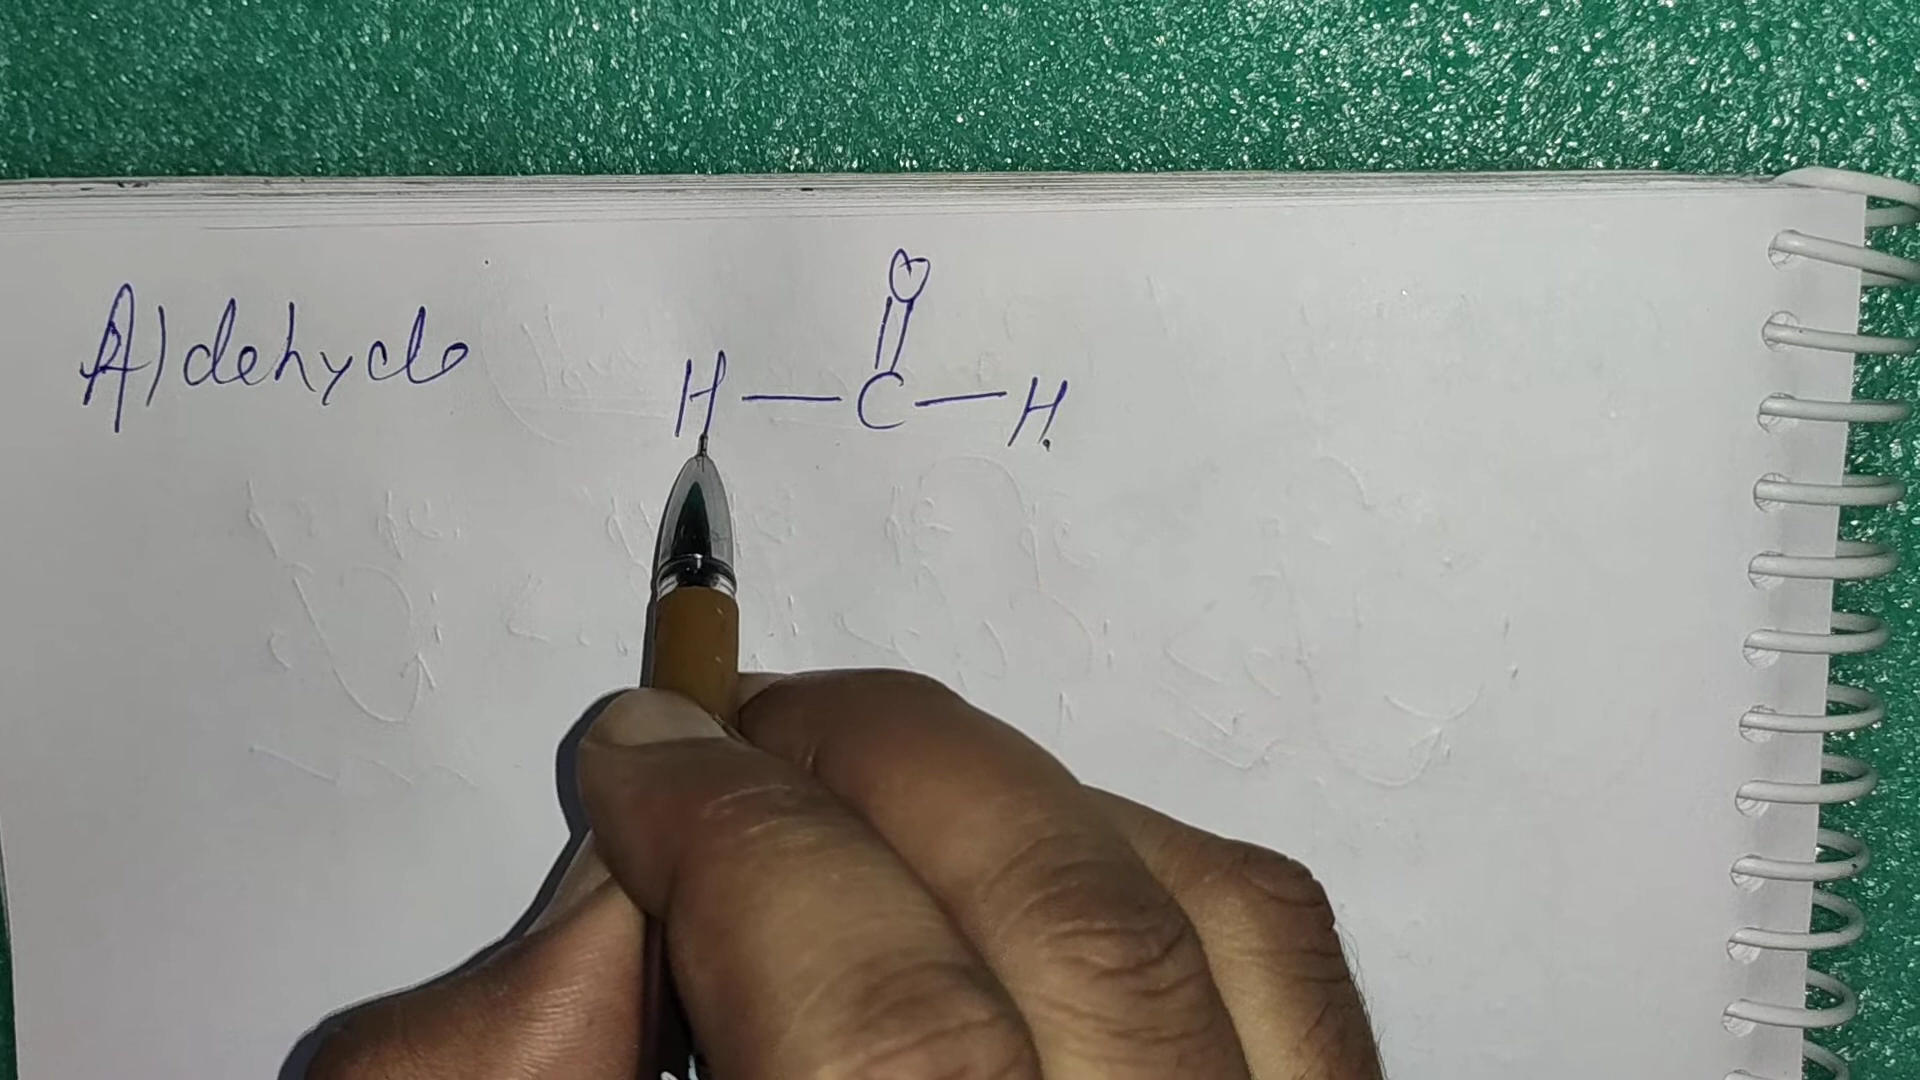 Aldehyde
O
H — C — H